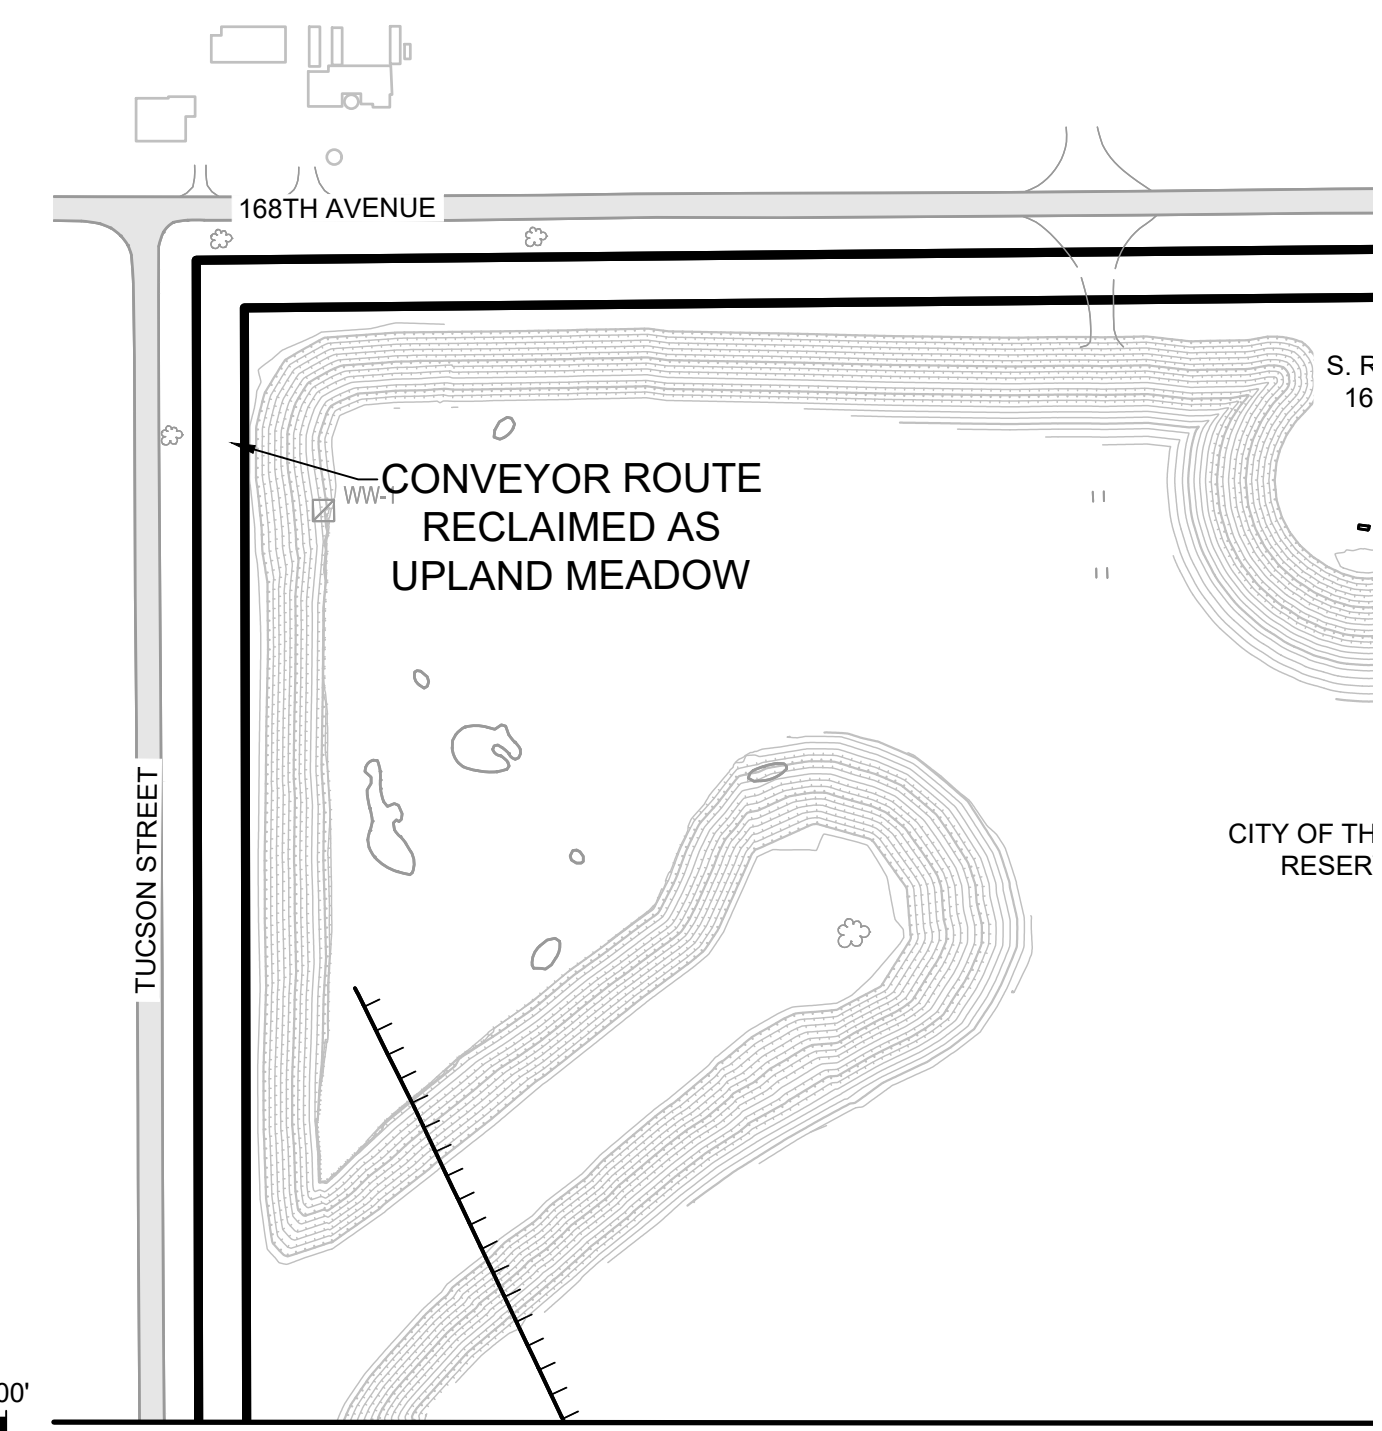 168TH AVENUE
S. R
16
CONVEYOR ROUTE
RECLAIMED AS
UPLAND MEADOW
WW-1
TUCSON STREET
CITY OF TH
RESER
00'